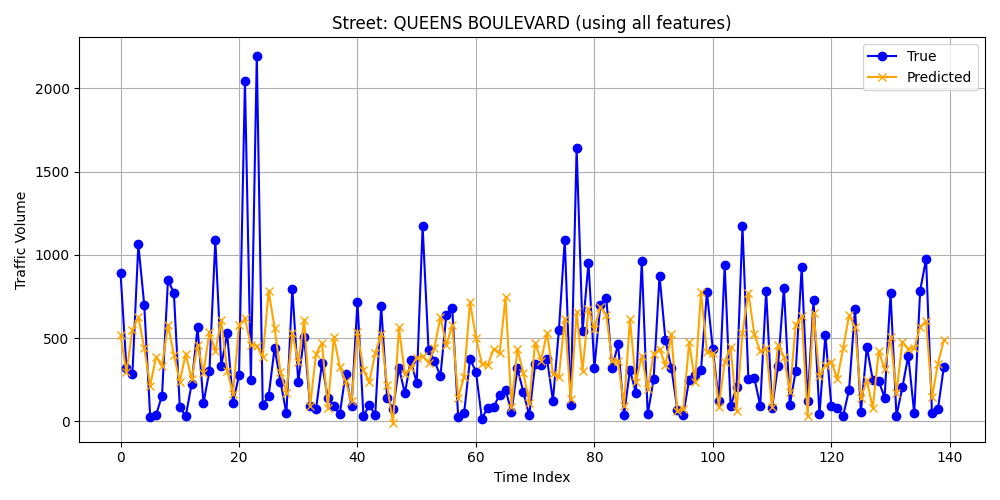 Street: QUEENS BOULEVARD (using all features)
True
Predicted
Traffic Volume
2000
1500
1000
500
0
0 20 40 60 80 100 120 140
Time Index